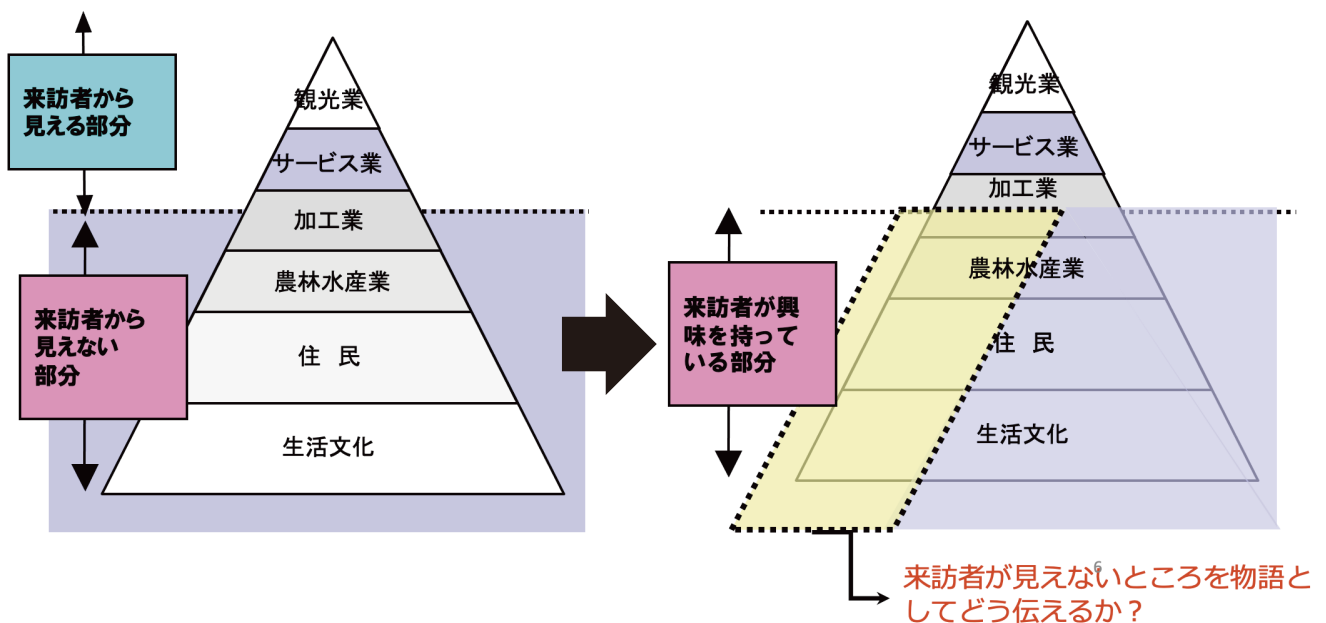 来訪者から
見える部分
来訪者から
見えない
部分
観光業
サービス業
加工業
農林水産業
住　民
生活文化
観光業
サービス業
加工業
農林水産業
住　民
生活文化
来訪者が興
味を持って
いる部分
6
来訪者が見えないところを物語と
してどう伝えるか？